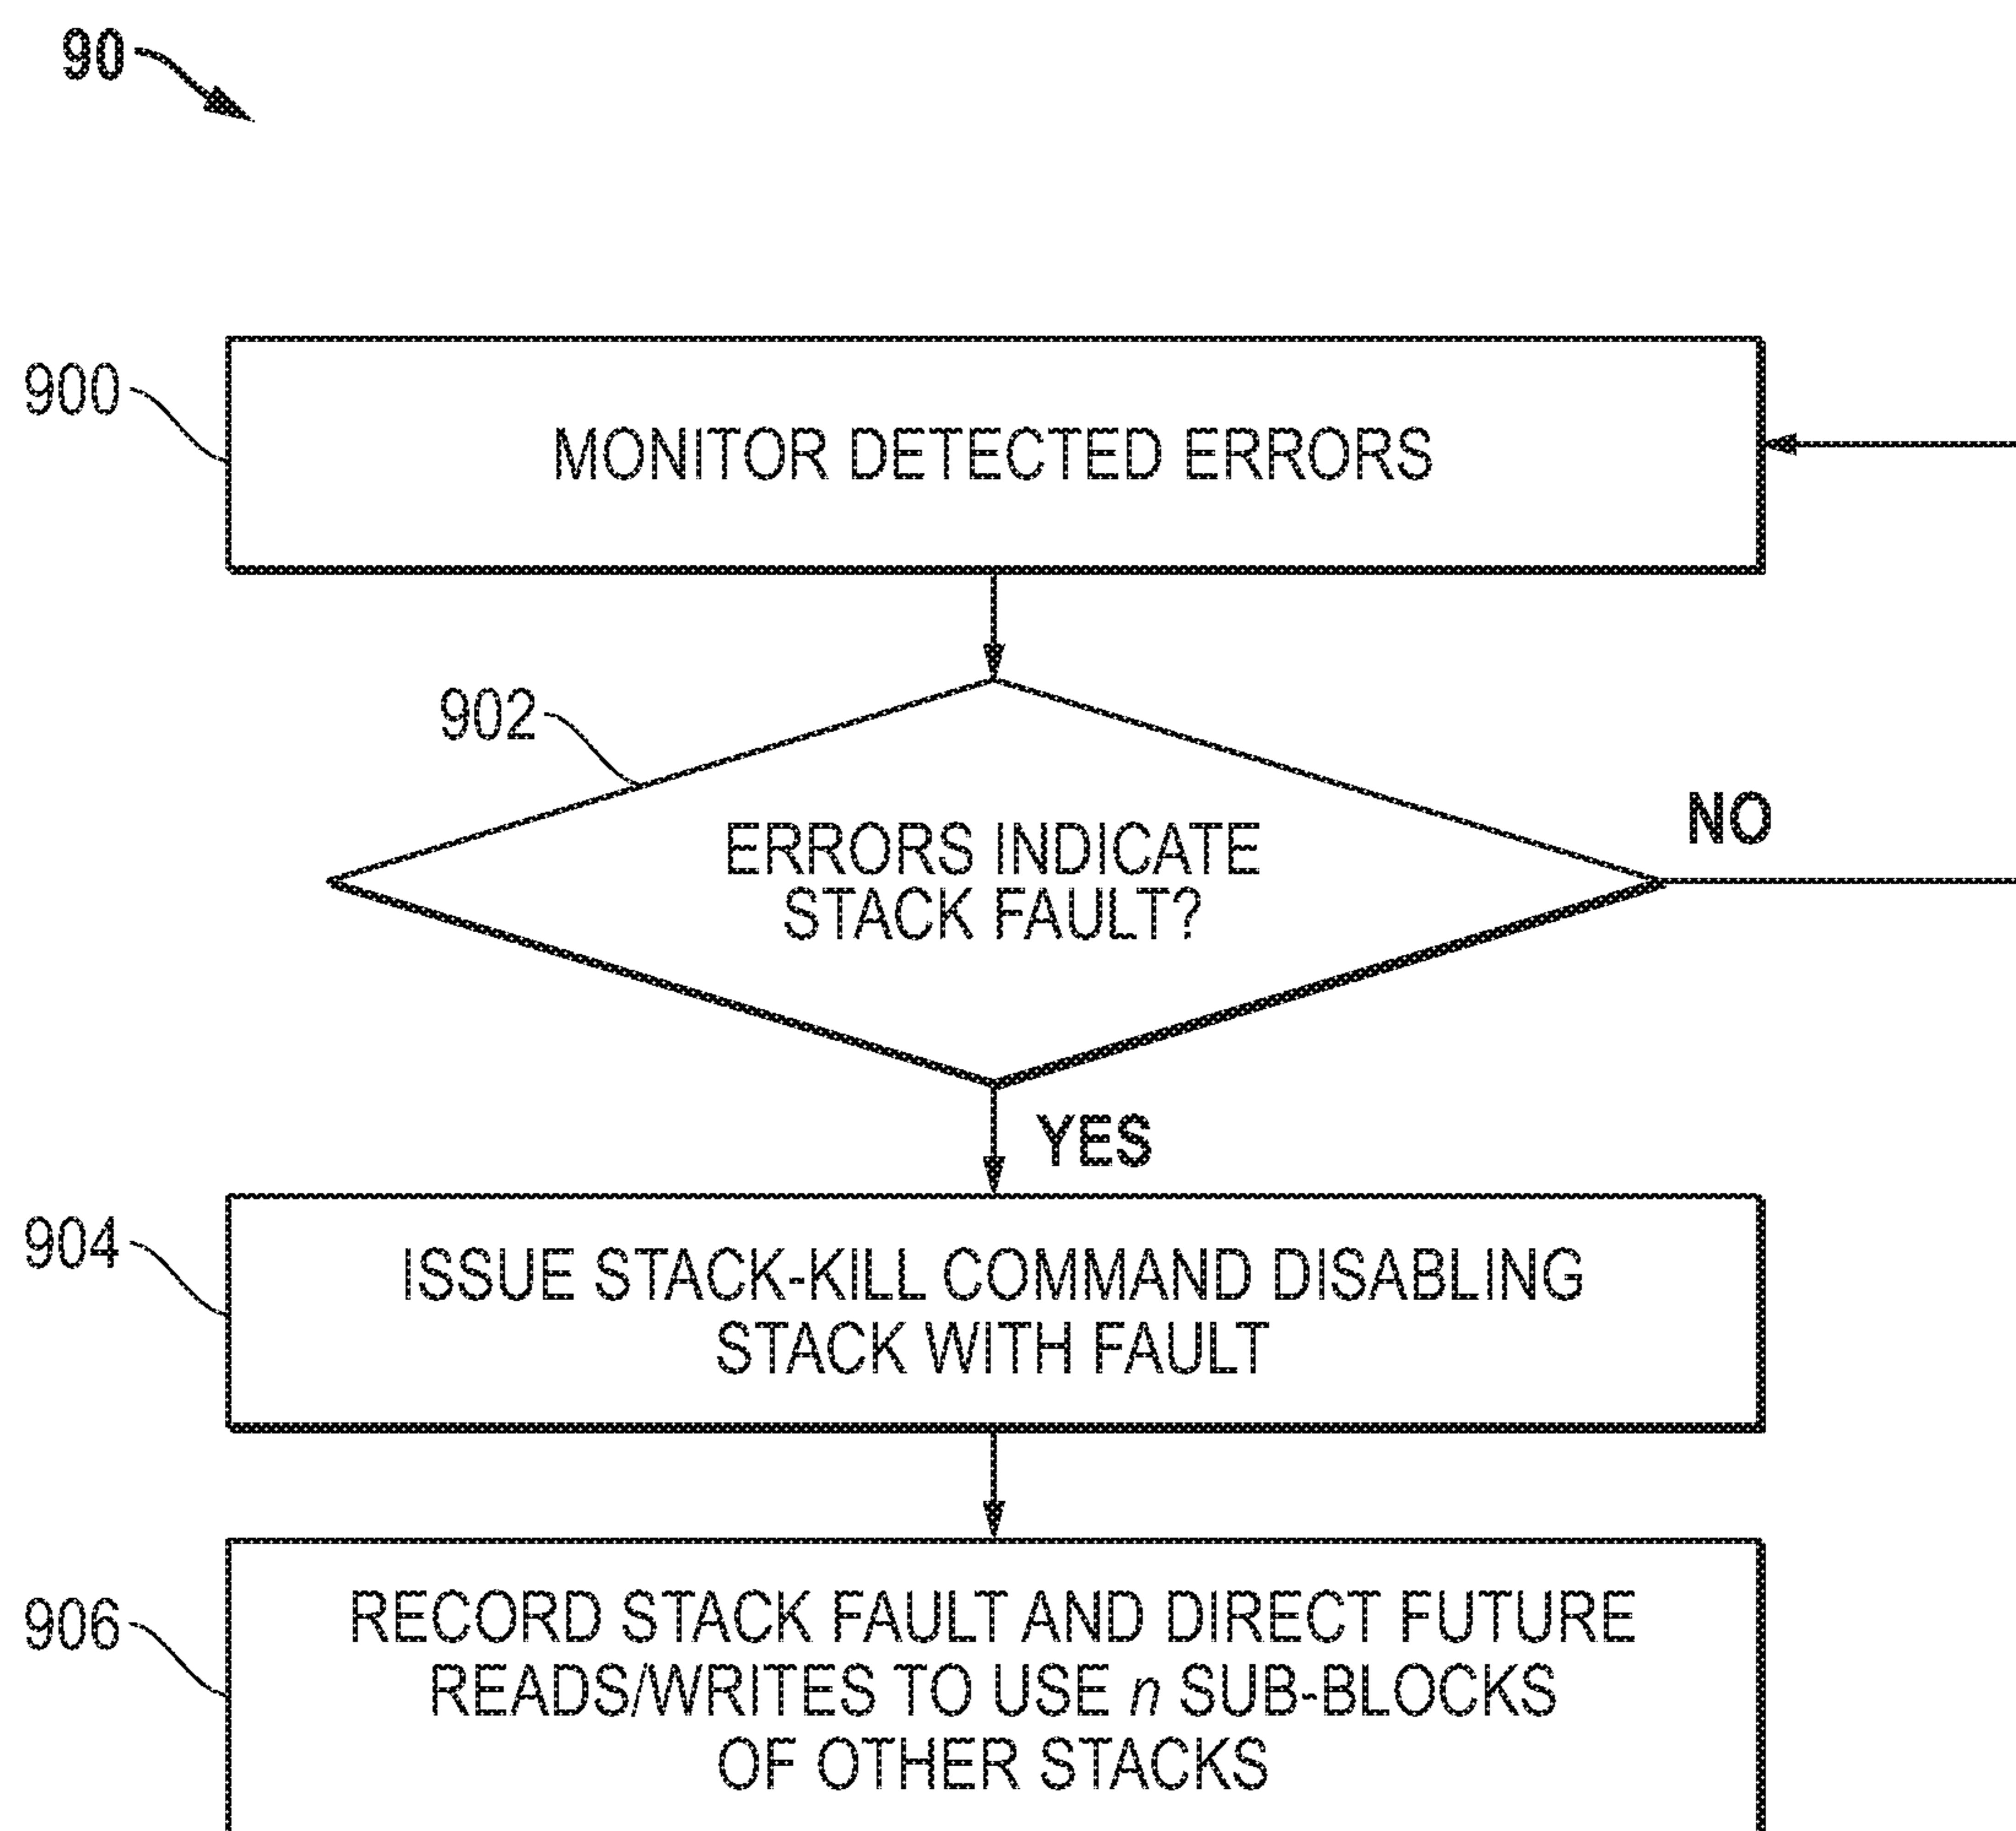 90
900
MONITOR DETECTED ERRORS
902
ERRORS INDICATE
STACK FAULT?
NO
YES
904
ISSUE STACK-KILL COMMAND DISABLING
STACK WITH FAULT
906
RECORD STACK FAULT AND DIRECT FUTURE
READS/WRITES TO USE n SUB-BLOCKS
OF OTHER STACKS